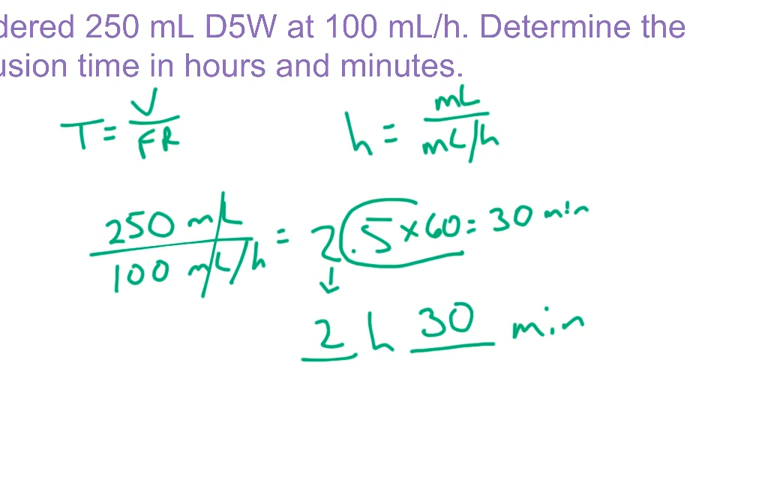 dered 250 mL D5W at 100 mL/h. Determine the
usion time in hours and minutes.
T = V / FR h = mL / mL/h
250 mL / 100 mL/h = 2.5 × 60 = 30 min
2 h 30 min